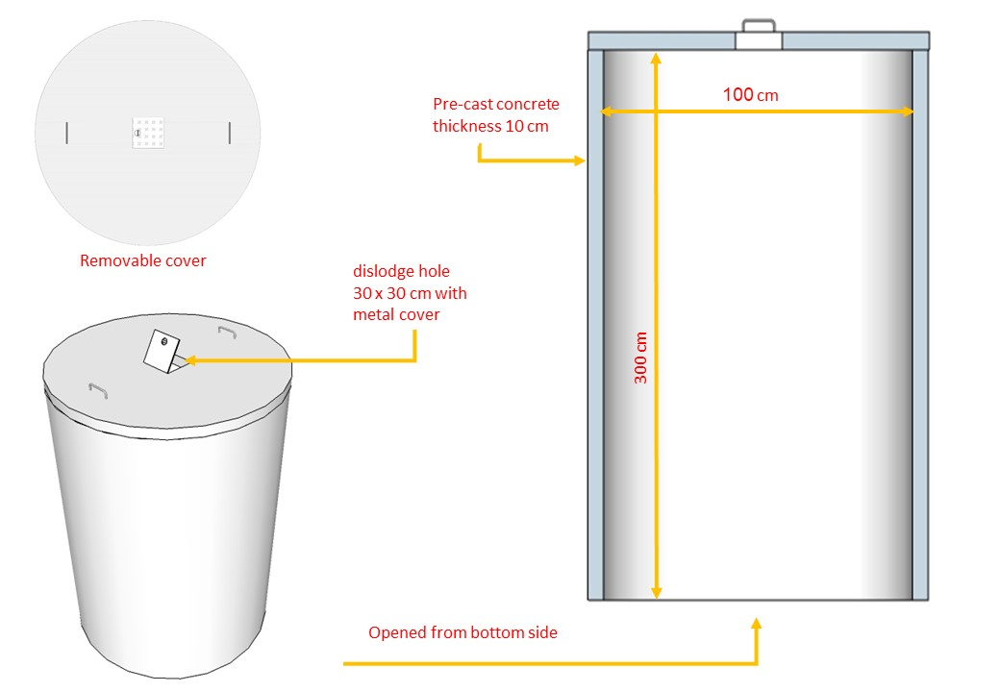 Removable cover
dislodge hole
30 x 30 cm with
metal cover
Pre-cast concrete
thickness 10 cm
100 cm
300 cm
Opened from bottom side